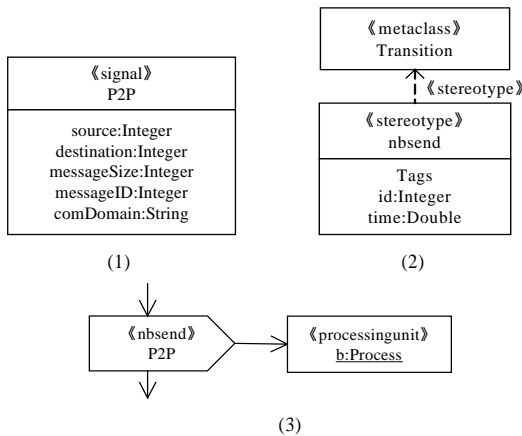 《signal》
P2P
source:Integer
destination:Integer
messageSize:Integer
messageID:Integer
comDomain:String
(1)
《metaclass》
Transition
《stereotype》
《stereotype》
nbsend
Tags
id:Integer
time:Double
(2)
《nbsend》
P2P
《processingunit》
b:Process
(3)